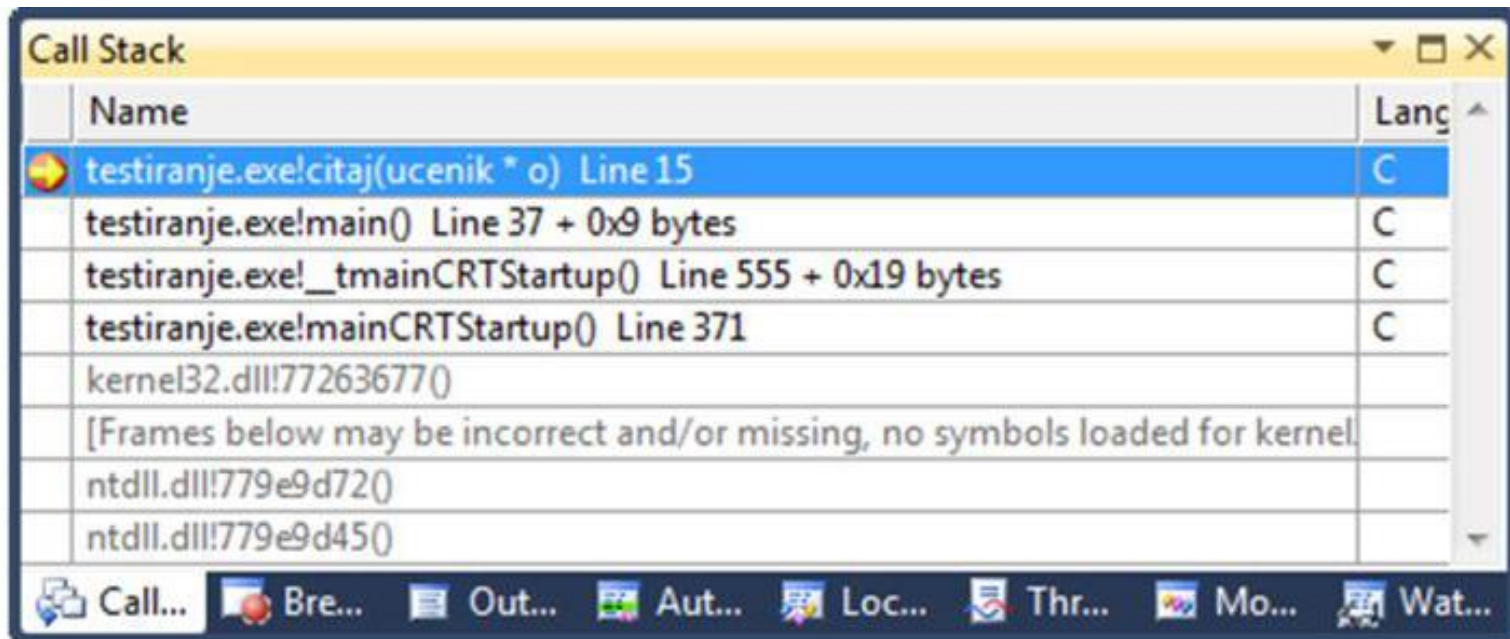 Call Stack
Name Lang
testiranje.exe!citaj(ucenik * o) Line 15 C
testiranje.exe!main() Line 37 + 0x9 bytes C
testiranje.exe!__tmainCRTStartup() Line 555 + 0x19 bytes C
testiranje.exe!mainCRTStartup() Line 371 C
kernel32.dll!77263677()
[Frames below may be incorrect and/or missing, no symbols loaded for kernel
ntdll.dll!779e9d72()
ntdll.dll!779e9d45()
Call... Bre... Out... Aut... Loc... Thr... Mo... Wat...